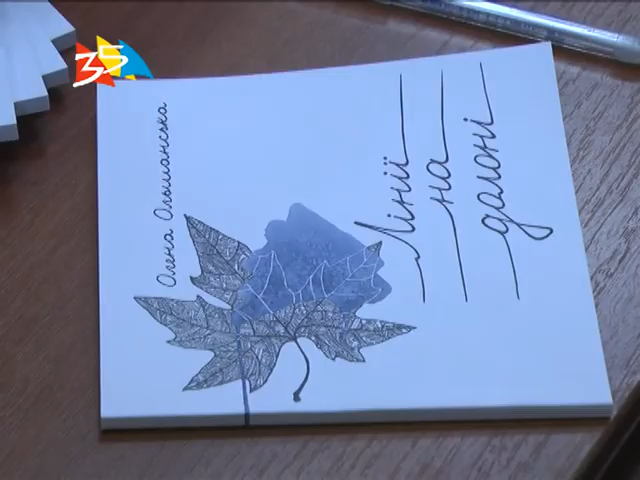 Олена Ольшанська
Лінії
на
долоні
35